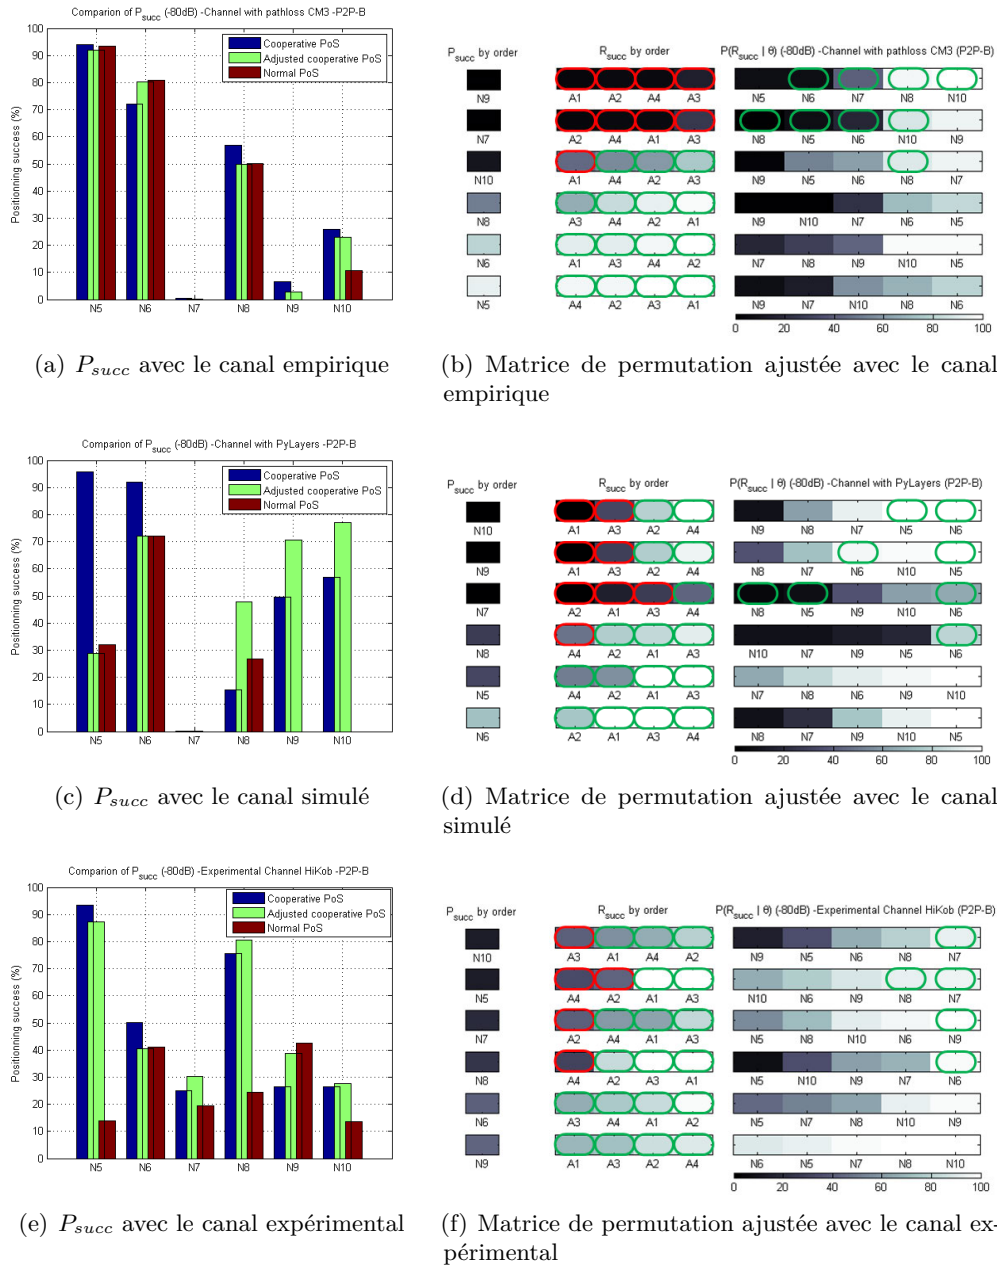 Comparion of Psucc (-80dB) -Channel with pathloss CM3 -P2P-B
Positionning success (%)
100
90
80
70
60
50
40
30
20
10
0
Cooperative PoS
Adjusted cooperative PoS
Normal PoS
N5 N6 N7 N8 N9 N10
(a) Psucc avec le canal empirique
Psucc by order
Rsucc by order
P(Rsucc | θ) (-80dB) -Channel with pathloss CM3 (P2P-B)
N9 A1 A2 A4 A3 N5 N6 N7 N8 N10
N7 A2 A4 A1 A3 N8 N5 N6 N10 N9
N10 A1 A4 A2 A3 N9 N5 N6 N8 N7
N8 A3 A4 A2 A1 N9 N10 N7 N6 N5
N6 A1 A3 A4 A2 N7 N8 N9 N10 N5
N5 A4 A2 A3 A1 N9 N7 N10 N8 N6
0 20 40 60 80 100
(b) Matrice de permutation ajustée avec le canal
empirique
Comparion of Psucc (-80dB) -Channel with PyLayers -P2P-B
Positionning success (%)
100
90
80
70
60
50
40
30
20
10
0
Cooperative PoS
Adjusted cooperative PoS
Normal PoS
N5 N6 N7 N8 N9 N10
(c) Psucc avec le canal simulé
Psucc by order
Rsucc by order
P(Rsucc | θ) (-80dB) -Channel with PyLayers (P2P-B)
N10 A1 A3 A2 A4 N9 N8 N7 N5 N6
N9 A1 A3 A2 A4 N8 N7 N6 N10 N5
N7 A2 A1 A3 A4 N8 N5 N9 N10 N6
N8 A4 A2 A1 A3 N10 N7 N9 N5 N6
N5 A4 A2 A1 A3 N7 N8 N6 N9 N10
N6 A2 A1 A3 A4 N8 N7 N5 N9 N10
0 20 40 60 80 100
(d) Matrice de permutation ajustée avec le canal
simulé
Comparion of Psucc (-80dB) -Experimental Channel HiKob -P2P-B
Positionning success (%)
100
90
80
70
60
50
40
30
20
10
0
Cooperative PoS
Adjusted cooperative PoS
Normal PoS
N5 N6 N7 N8 N9 N10
(e) Psucc avec le canal expérimental
Psucc by order
Rsucc by order
P(Rsucc | θ) (-80dB) -Experimental Channel HiKob (P2P-B)
N10 A3 A1 A4 A2 N9 N5 N6 N8 N7
N5 A4 A2 A1 A3 N10 N6 N9 N8 N7
N7 A2 A4 A1 A3 N5 N8 N10 N6 N9
N8 A4 A2 A3 A1 N5 N10 N9 N7 N6
N6 A3 A4 A1 A2 N5 N7 N8 N10 N9
N9 A1 A3 A2 A4 N6 N5 N7 N8 N10
0 20 40 60 80 100
(f) Matrice de permutation ajustée avec le canal ex-
périmental